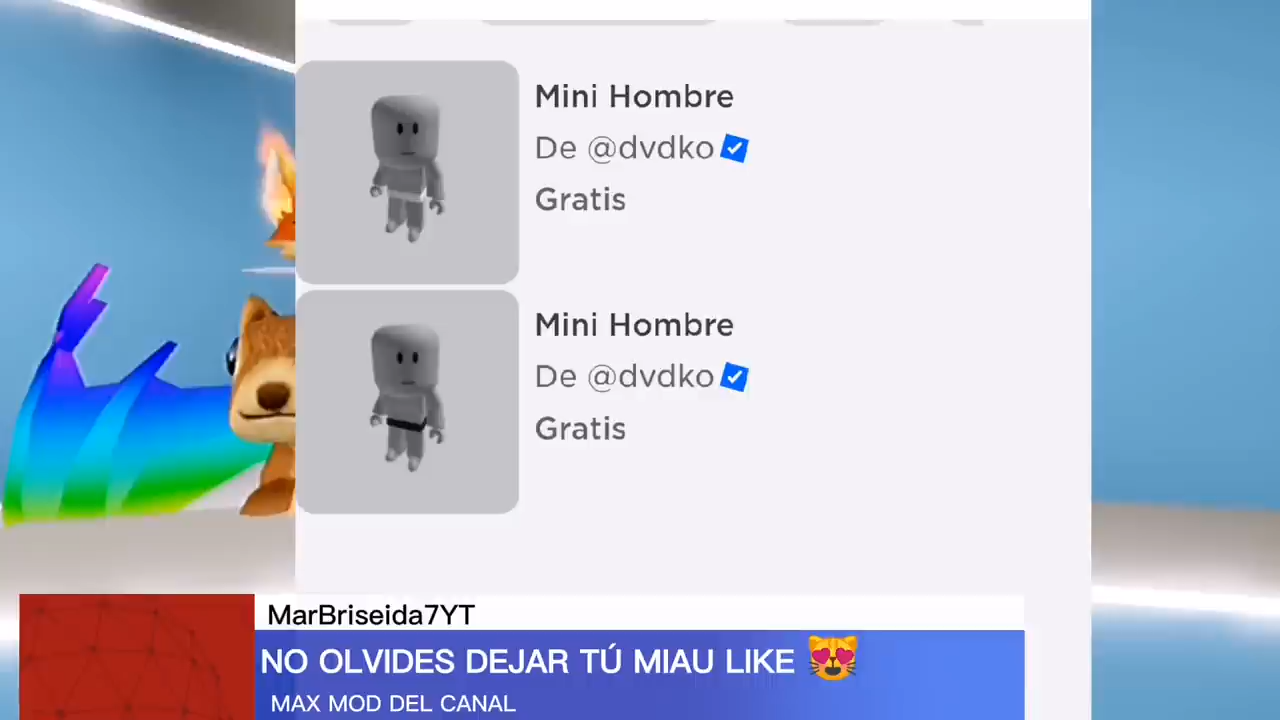 Mini Hombre
De @dvdko
Gratis
Mini Hombre
De @dvdko
Gratis
MarBriseida7YT
NO OLVIDES DEJAR TÚ MIAU LIKE 😻
MAX MOD DEL CANAL